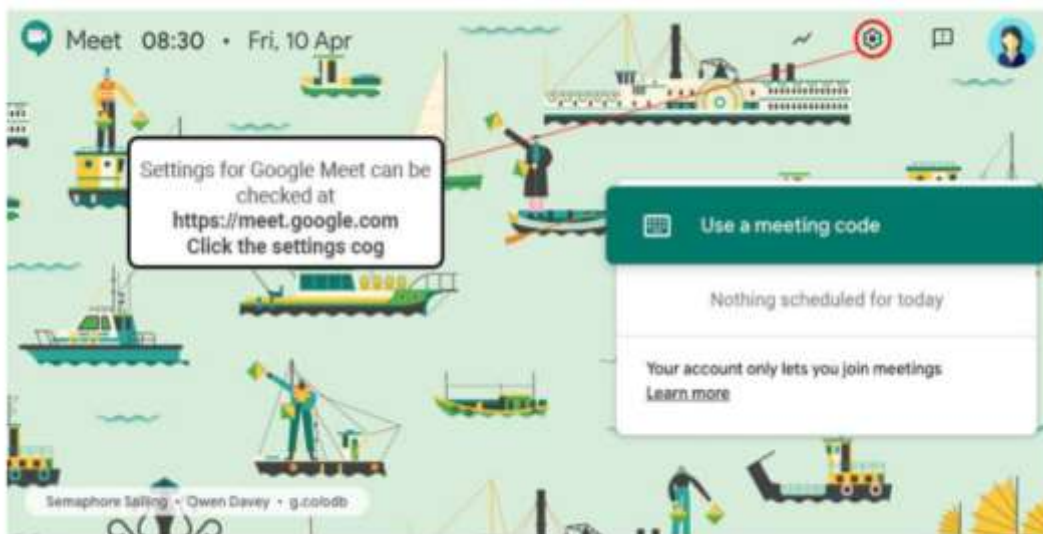 Meet 08:30 • Fri, 10 Apr
Settings for Google Meet can be
checked at
https://meet.google.com
Click the settings cog
Use a meeting code
Nothing scheduled for today
Your account only lets you join meetings
Learn more
Semaphore Sailing • Owen Davey • g.co/odb